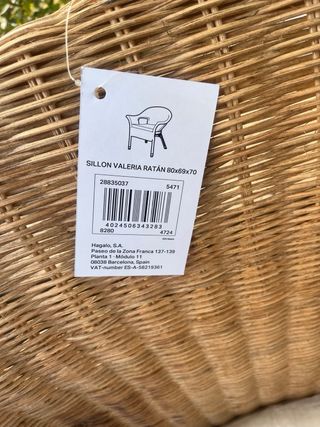 SILLON VALERIA RATÁN 80x69x70
28835037 5471
4024506343283
8280 4724
Hagalo, S.A.
Paseo de la Zona Franca 127-139
Planta 1 · Módulo 11
08038 Barcelona, Spain
VAT-number ES-A-58219361